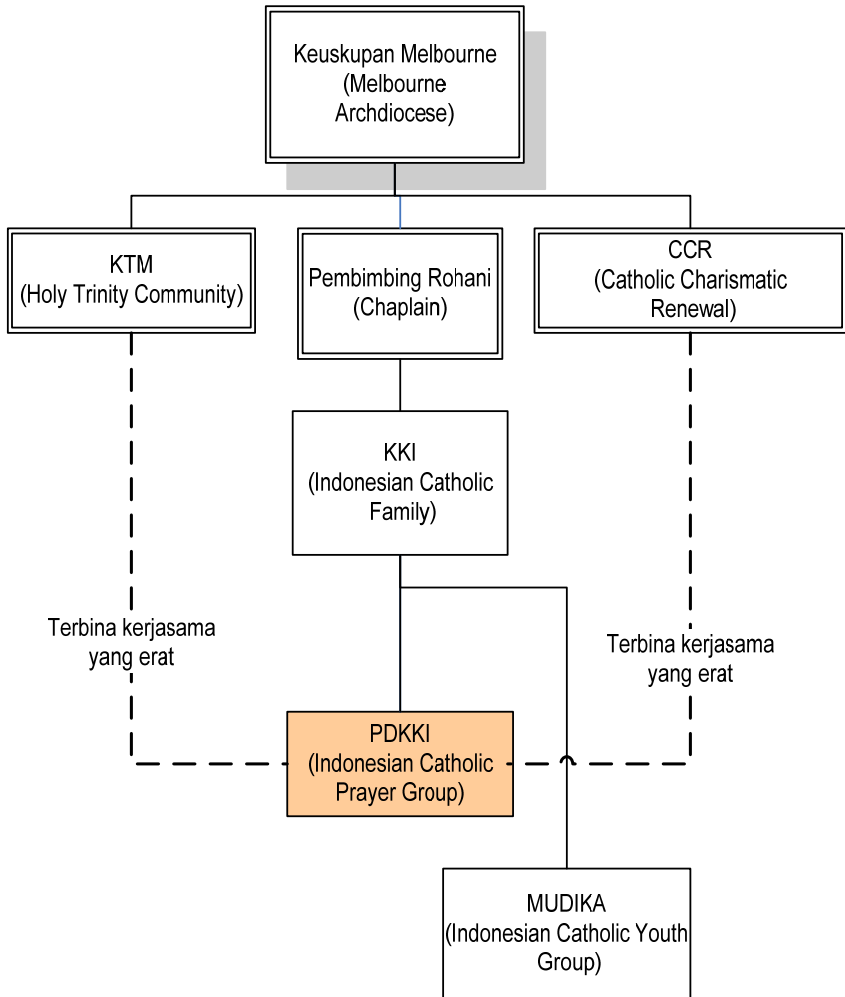 Keuskupan Melbourne
(Melbourne
Archdiocese)
KTM
(Holy Trinity Community)
Pembimbing Rohani
(Chaplain)
CCR
(Catholic Charismatic
Renewal)
KKI
(Indonesian Catholic
Family)
Terbina kerjasama
yang erat
Terbina kerjasama
yang erat
PDKKI
(Indonesian Catholic
Prayer Group)
MUDIKA
(Indonesian Catholic Youth
Group)